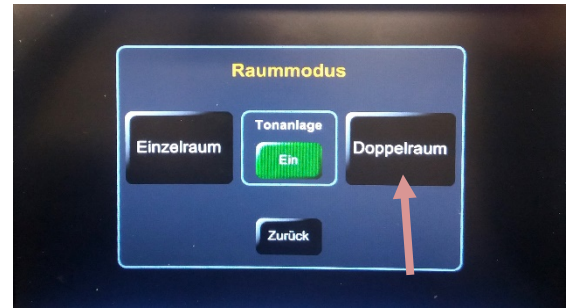 Raummodus
Einzelraum
Tonanlage
Ein
Doppelraum
Zurück